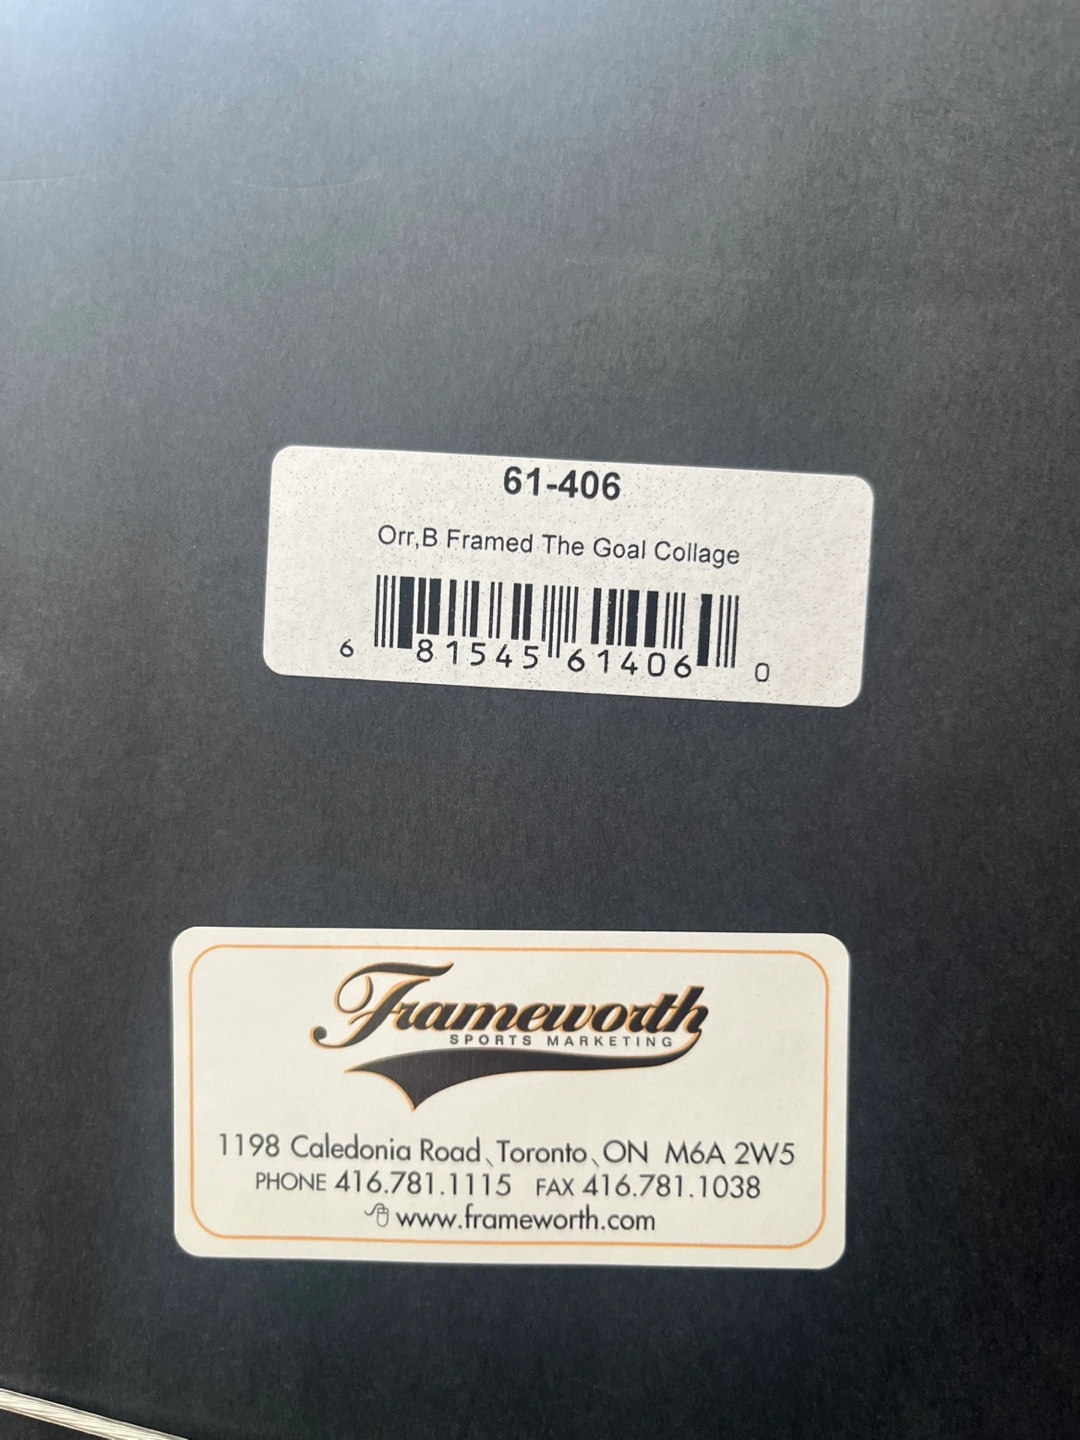 61-406
Orr,B Framed The Goal Collage
6 81545 61406 0
Frameworth
SPORTS MARKETING
1198 Caledonia Road, Toronto, ON M6A 2W5
PHONE 416.781.1115 FAX 416.781.1038
www.frameworth.com